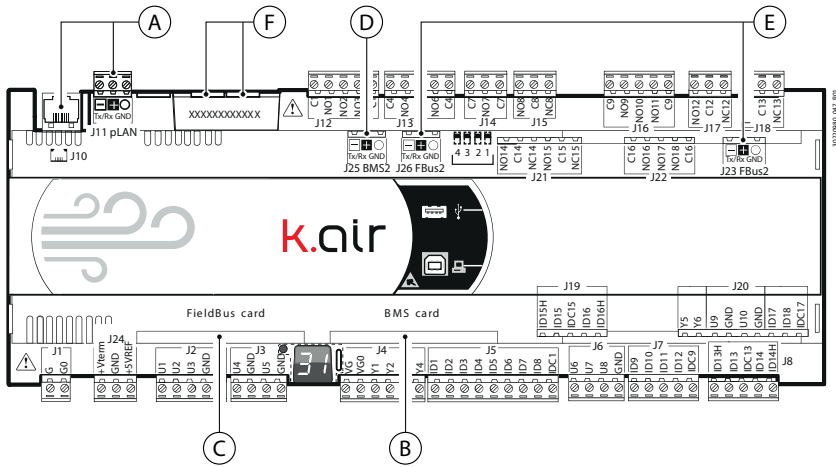 A F D E
XXXXXXXXXXXX
Tx/Rx GND
J11 pLAN
J10
C1 NO1 NO2
J12
C4 NO4 NO6 C4
J13
C7 NO7 C7
J14
NO8 C8 NC8
J15
C9 NO9 NO10 NO11 C9
J16
NO12 C12 NC12
J17
C13 NC13
J18
Tx/Rx GND
J25 BMS2
Tx/Rx GND
J26 FBus2
4 3 2 1
NO14 C14 NC14 NO15 C15 NC15
J21
C16 NO16 NO17 NO18 C16
J22
Tx/Rx GND
J23 FBus2
k.air
FieldBus card
BMS card
J19
ID15H ID15 IDC15 ID16 ID16H
J20
Y5 Y6 U9 GND U10 GND ID17 ID18 IDC17
J1
G G0
J24
+Vterm GND +5VREF
J2
U1 U2 U3 GND
J3
U4 GND U5 GND
31
J4
VG VG0 Y1 Y2 Y4
J5
ID1 ID2 ID3 ID4 ID5 ID6 ID7 ID8 IDC1
J6
U6 U7 U8 GND
J7
ID9 ID10 ID11 ID12 IDC9
J8
ID13H ID13 IDC13 ID14 ID14H
C B